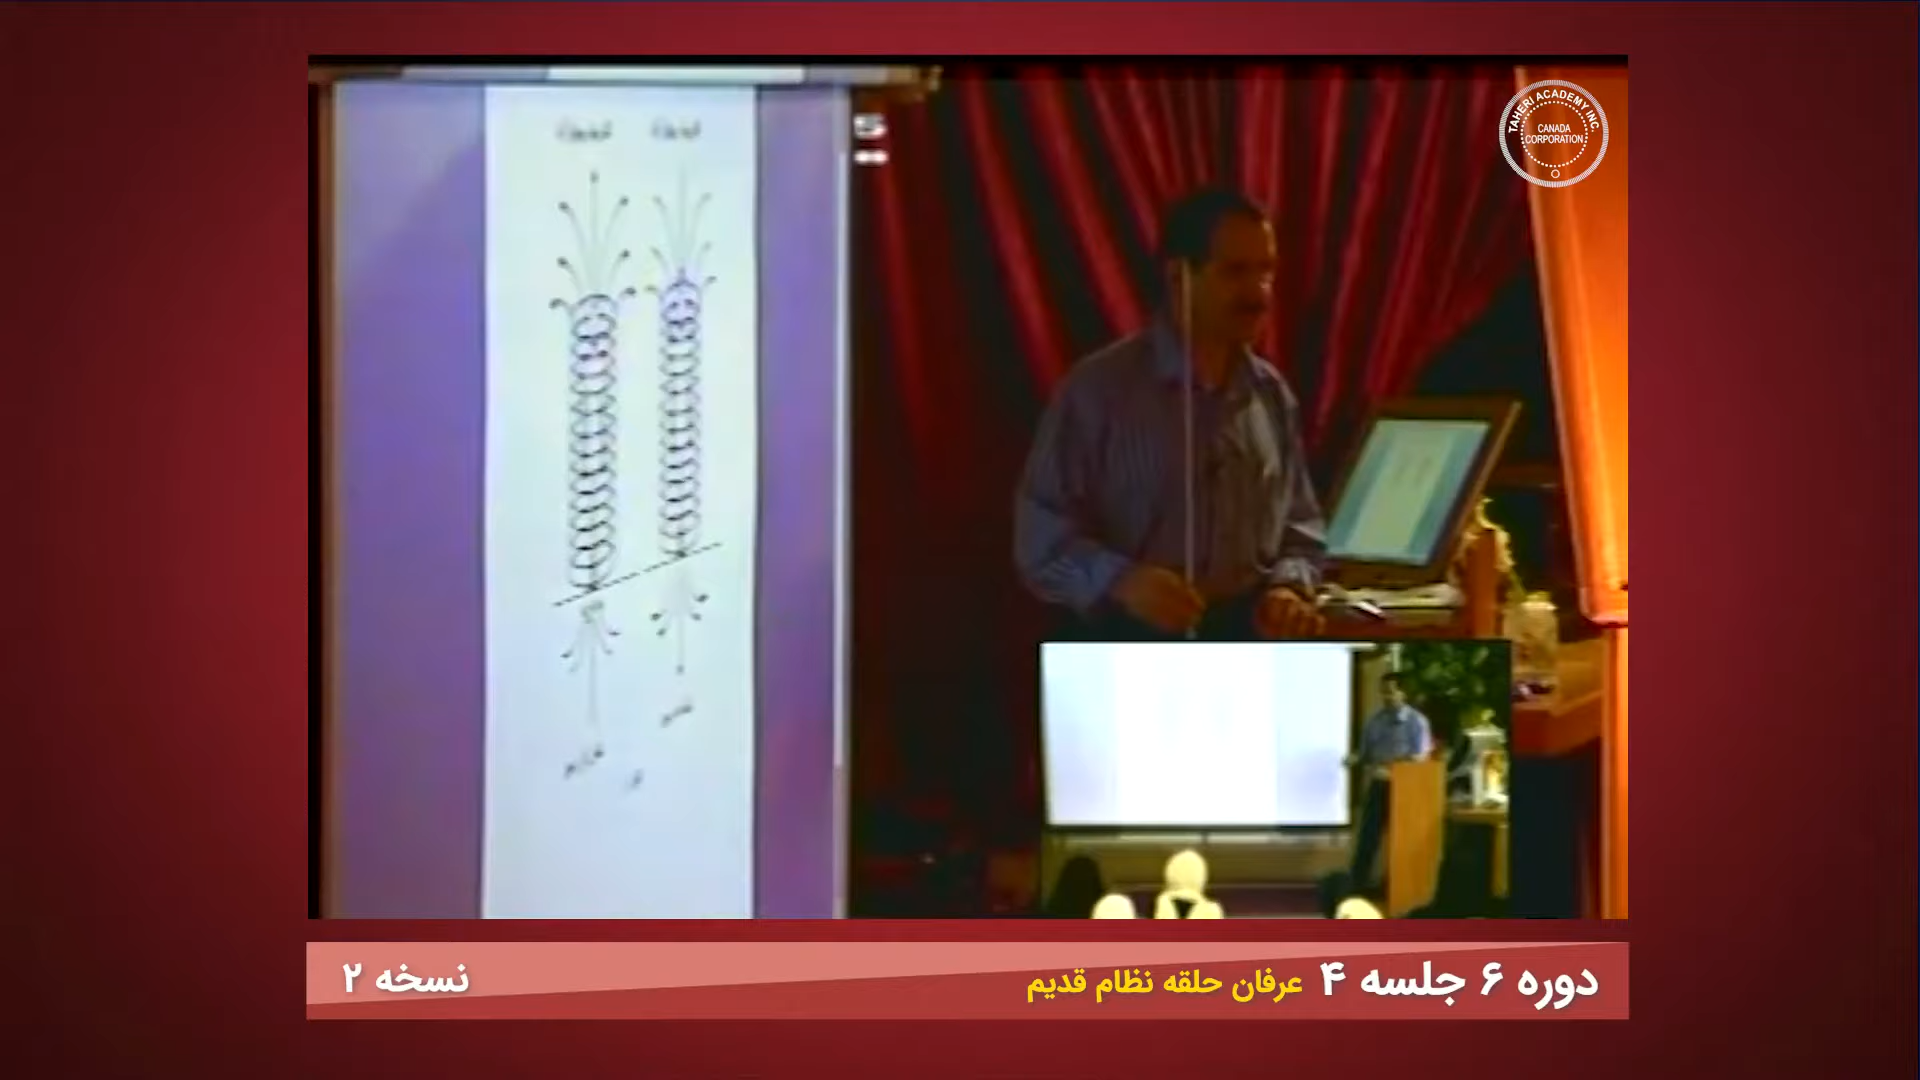 TAHERI ACADEMY INC.
CANADA
CORPORATION
دوره ۶ جلسه ۴ عرفان حلقه نظام قدیم
نسخه ۲